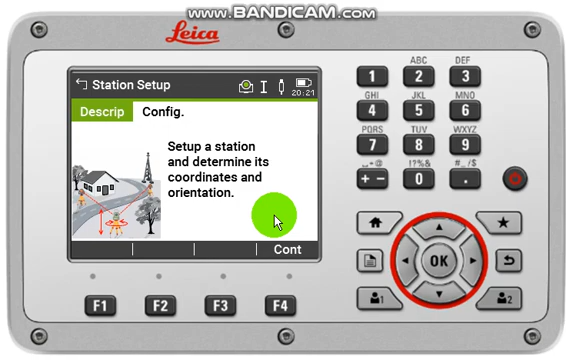 www.BANDICAM.com
Leica
Station Setup
20:21
Descrip Config.
Setup a station
and determine its
coordinates and
orientation.
Cont
F1 F2 F3 F4
ABC DEF
1 2 3
GHI JKL MNO
4 5 6
PQRS TUV WXYZ
7 8 9
!?%& #_/$
+ − 0 .
OK
1 2